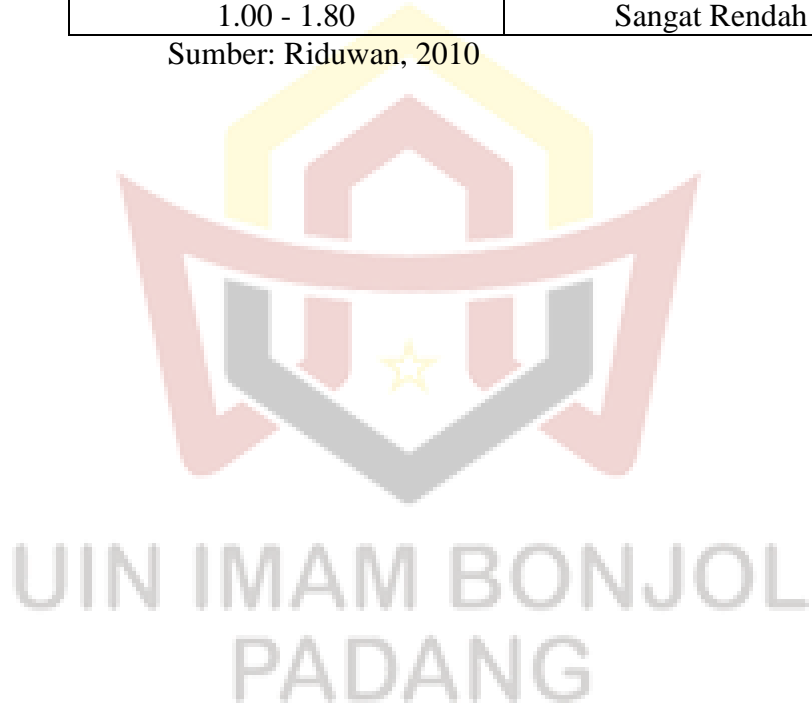 1.00 - 1.80 Sangat Rendah
Sumber: Riduwan, 2010
UIN IMAM BONJOL
PADANG